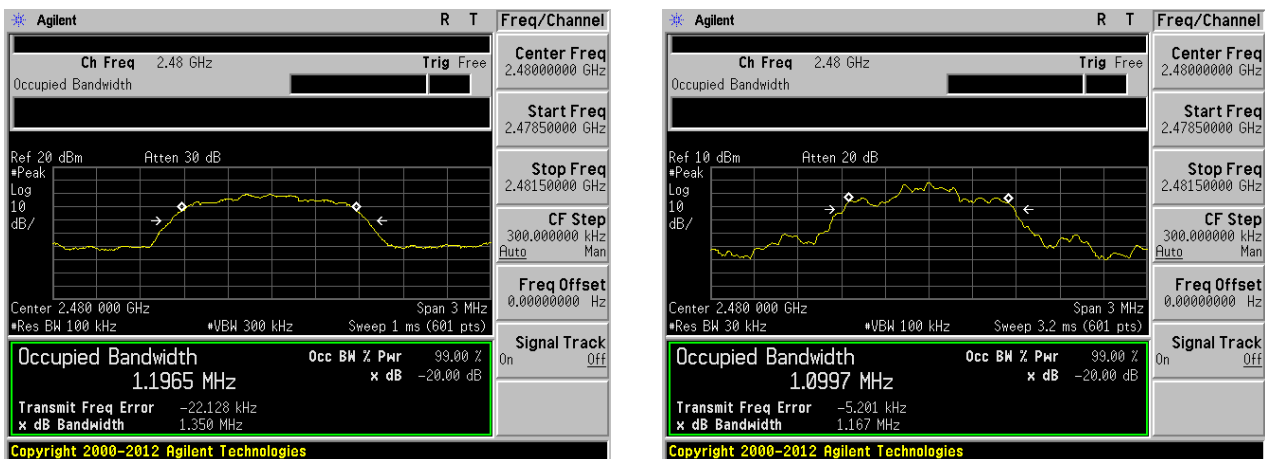 Agilent R T Freq/Channel
Ch Freq 2.48 GHz Trig Free
Occupied Bandwidth
Center Freq
2.48000000 GHz
Start Freq
2.47850000 GHz
Stop Freq
2.48150000 GHz
CF Step
300.000000 kHz
Auto Man
Freq Offset
0.00000000 Hz
Signal Track
On Off
Ref 20 dBm Atten 30 dB
#Peak
Log
10
dB/
Center 2.480 000 GHz Span 3 MHz
#Res BW 100 kHz #VBW 300 kHz Sweep 1 ms (601 pts)
Occupied Bandwidth Occ BW % Pwr 99.00 %
1.1965 MHz x dB -20.00 dB
Transmit Freq Error -22.128 kHz
x dB Bandwidth 1.350 MHz
Copyright 2000-2012 Agilent Technologies
Agilent R T Freq/Channel
Ch Freq 2.48 GHz Trig Free
Occupied Bandwidth
Center Freq
2.48000000 GHz
Start Freq
2.47850000 GHz
Stop Freq
2.48150000 GHz
CF Step
300.000000 kHz
Auto Man
Freq Offset
0.00000000 Hz
Signal Track
On Off
Ref 10 dBm Atten 20 dB
#Peak
Log
10
dB/
Center 2.480 000 GHz Span 3 MHz
#Res BW 30 kHz #VBW 100 kHz Sweep 3.2 ms (601 pts)
Occupied Bandwidth Occ BW % Pwr 99.00 %
1.0997 MHz x dB -20.00 dB
Transmit Freq Error -5.201 kHz
x dB Bandwidth 1.167 MHz
Copyright 2000-2012 Agilent Technologies